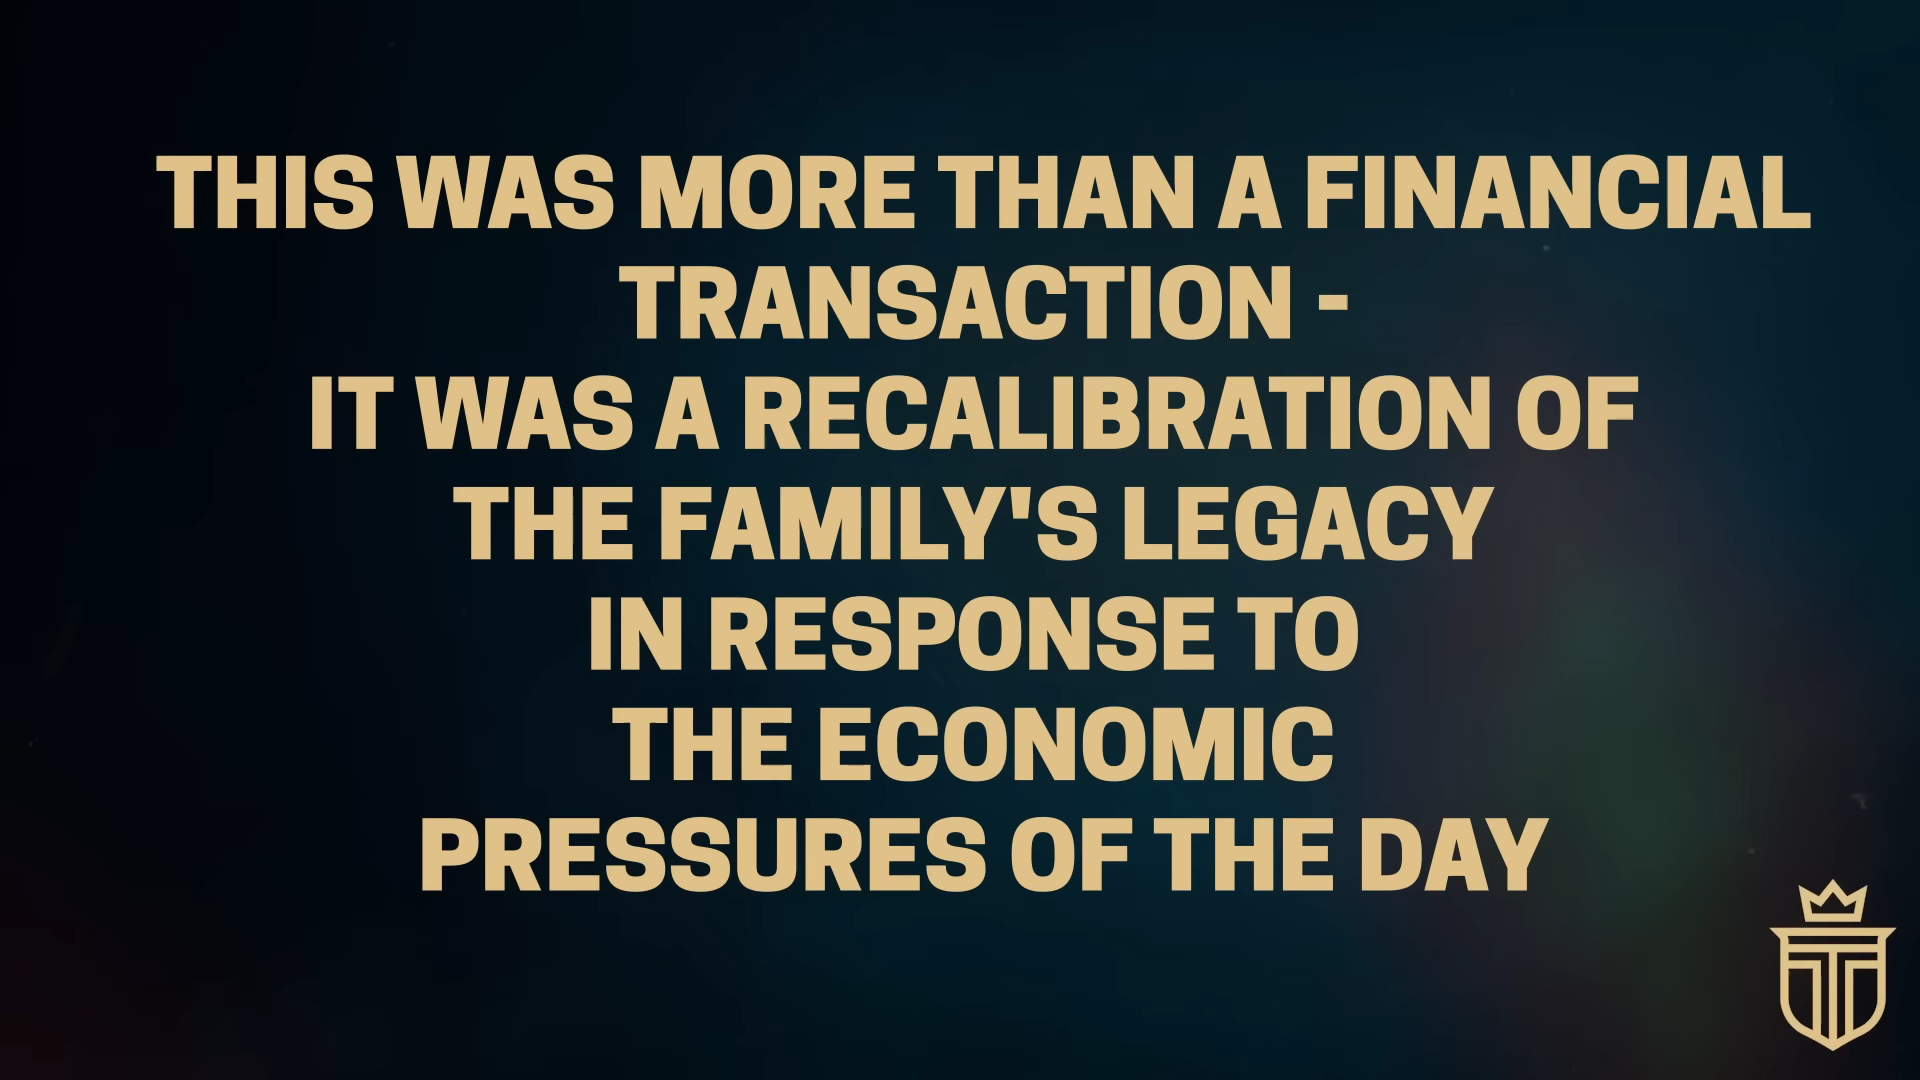 THIS WAS MORE THAN A FINANCIAL
TRANSACTION -
IT WAS A RECALIBRATION OF
THE FAMILY'S LEGACY
IN RESPONSE TO
THE ECONOMIC
PRESSURES OF THE DAY